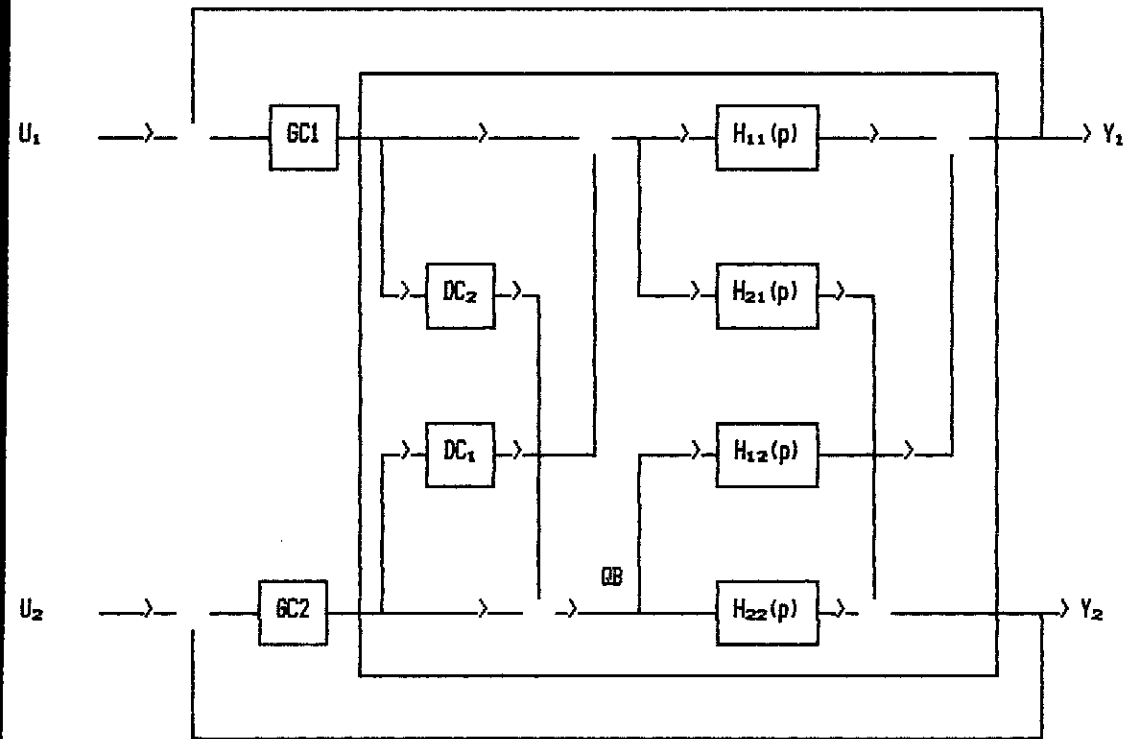 U₁ GC1 H₁₁(p) Y₁
DC₂ H₂₁(p)
DC₁ H₁₂(p)
QB
U₂ GC2 H₂₂(p) Y₂